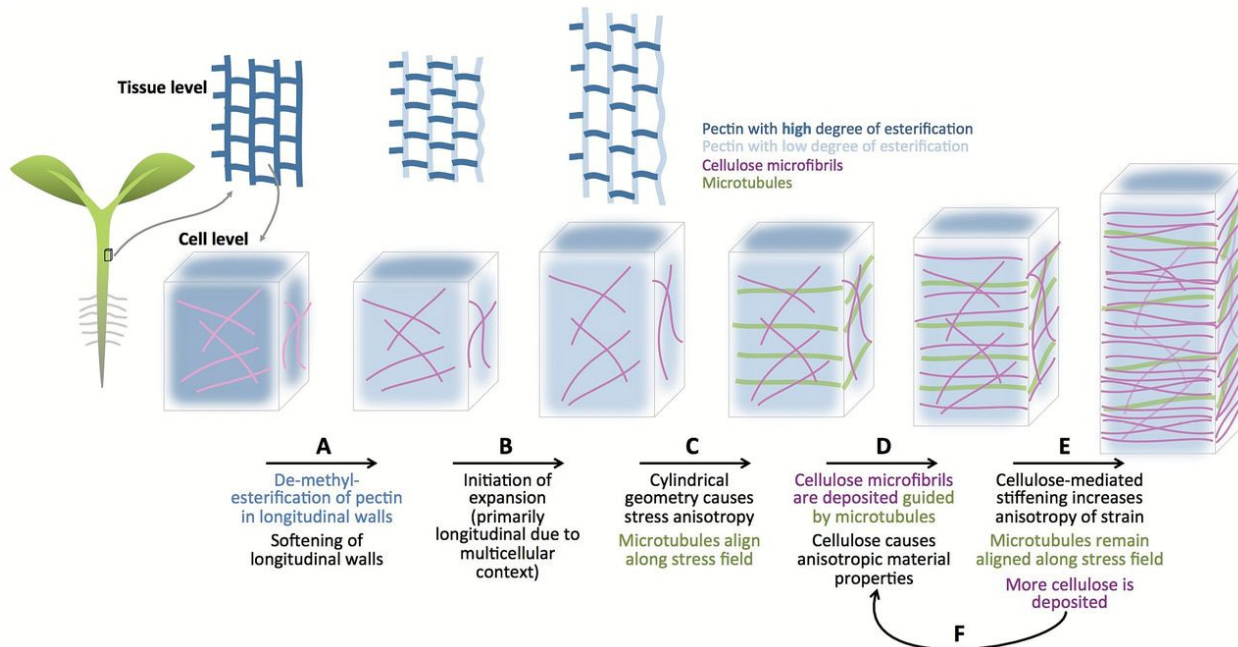 Tissue level
Cell level
Pectin with high degree of esterification
Pectin with low degree of esterification
Cellulose microfibrils
Microtubules
A
De-methyl-
esterification of pectin
in longitudinal walls
Softening of
longitudinal walls
B
Initiation of
expansion
(primarily
longitudinal due to
multicellular
context)
C
Cylindrical
geometry causes
stress anisotropy
Microtubules align
along stress field
D
Cellulose microfibrils
are deposited guided
by microtubules
Cellulose causes
anisotropic material
properties
E
Cellulose-mediated
stiffening increases
anisotropy of strain
Microtubules remain
aligned along stress field
More cellulose is
deposited
F